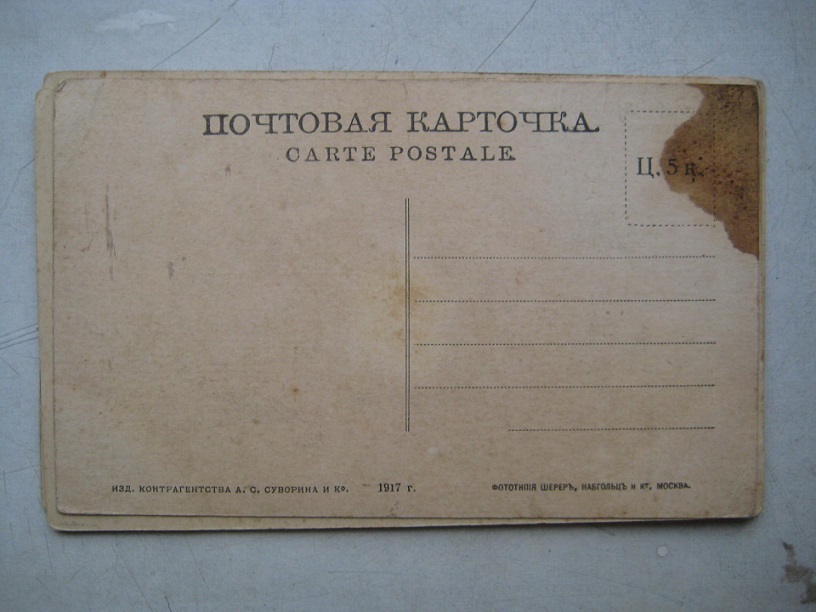 ПОЧТОВАЯ КАРТОЧКА.
CARTE POSTALE.
Ц. 5 к.
ИЗД. КОНТРАГЕНТСТВА А. С. СУВОРИНА И Кº. 1917 г.
ФОТОТИПІЯ ШЕРЕРЪ, НАБГОЛЬЦЪ и Кº, МОСКВА.